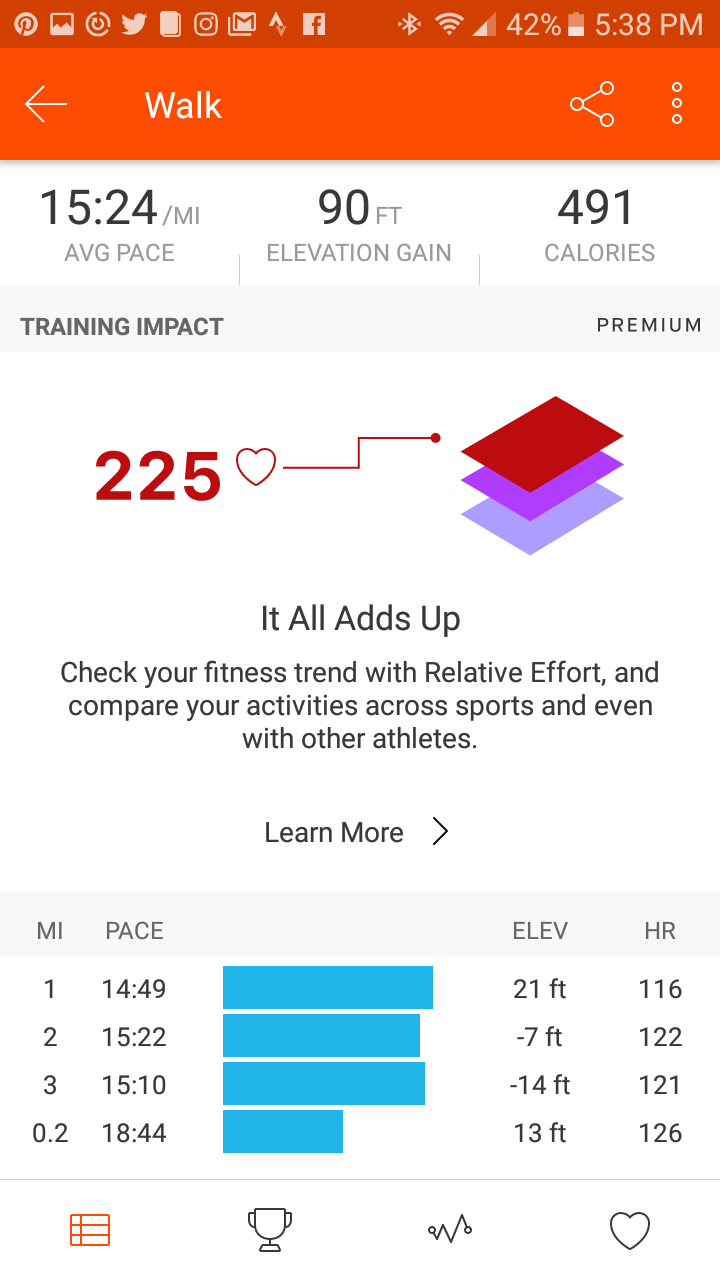 42% 5:38 PM
Walk
15:24 /MI 90 FT 491
AVG PACE ELEVATION GAIN CALORIES
TRAINING IMPACT PREMIUM
225
It All Adds Up
Check your fitness trend with Relative Effort, and
compare your activities across sports and even
with other athletes.
Learn More
MI PACE ELEV HR
1 14:49 21 ft 116
2 15:22 -7 ft 122
3 15:10 -14 ft 121
0.2 18:44 13 ft 126